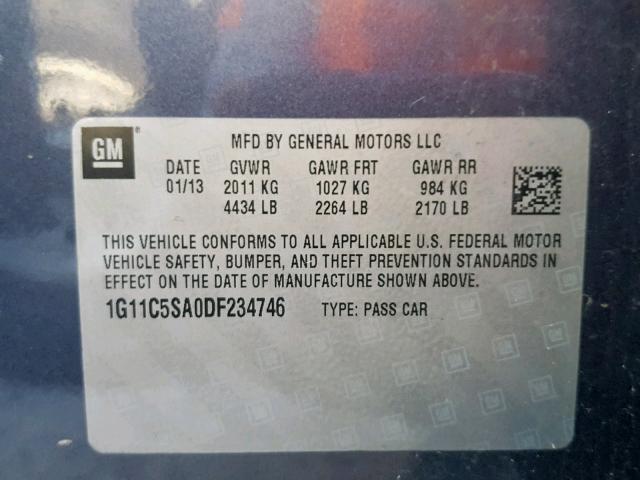 GM
MFD BY GENERAL MOTORS LLC
DATE GVWR GAWR FRT GAWR RR
01/13 2011 KG 1027 KG 984 KG
4434 LB 2264 LB 2170 LB
THIS VEHICLE CONFORMS TO ALL APPLICABLE U.S. FEDERAL MOTOR
VEHICLE SAFETY, BUMPER, AND THEFT PREVENTION STANDARDS IN
EFFECT ON THE DATE OF MANUFACTURE SHOWN ABOVE.
1G11C5SA0DF234746 TYPE: PASS CAR